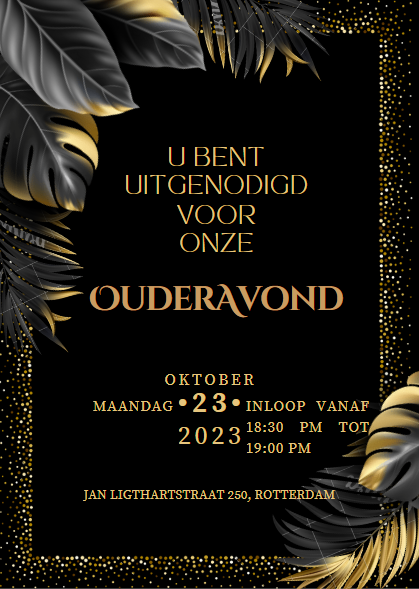 U BENT
UITGENODIGD
VOOR
ONZE
OUDERAVOND
OKTOBER
MAANDAG •23• INLOOP VANAF
18:30 PM TOT
2023
19:00 PM
JAN LIGTHARTSTRAAT 250, ROTTERDAM